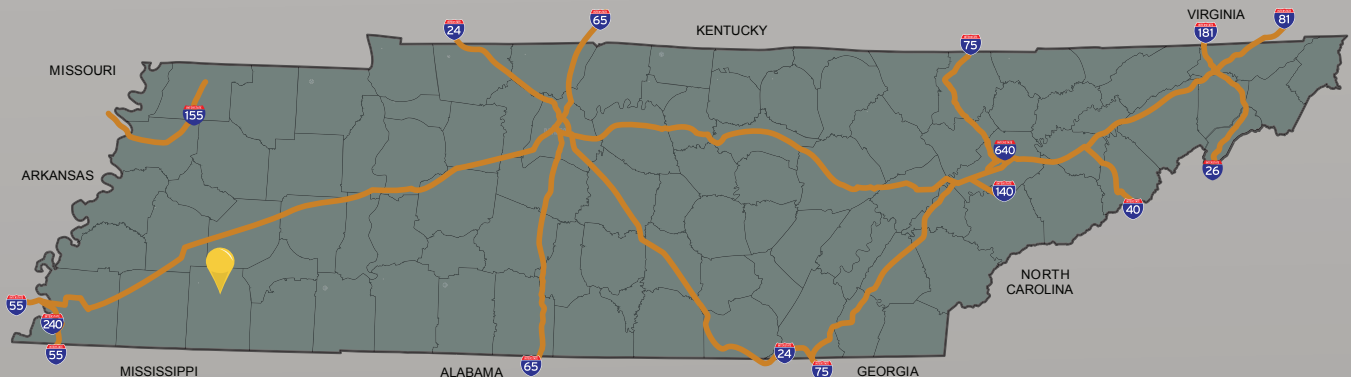 VIRGINIA
81
65
24
181
KENTUCKY
75
MISSOURI
155
640
ARKANSAS
26
140
40
NORTH
CAROLINA
55
240
55
24
65
75
MISSISSIPPI
ALABAMA
GEORGIA